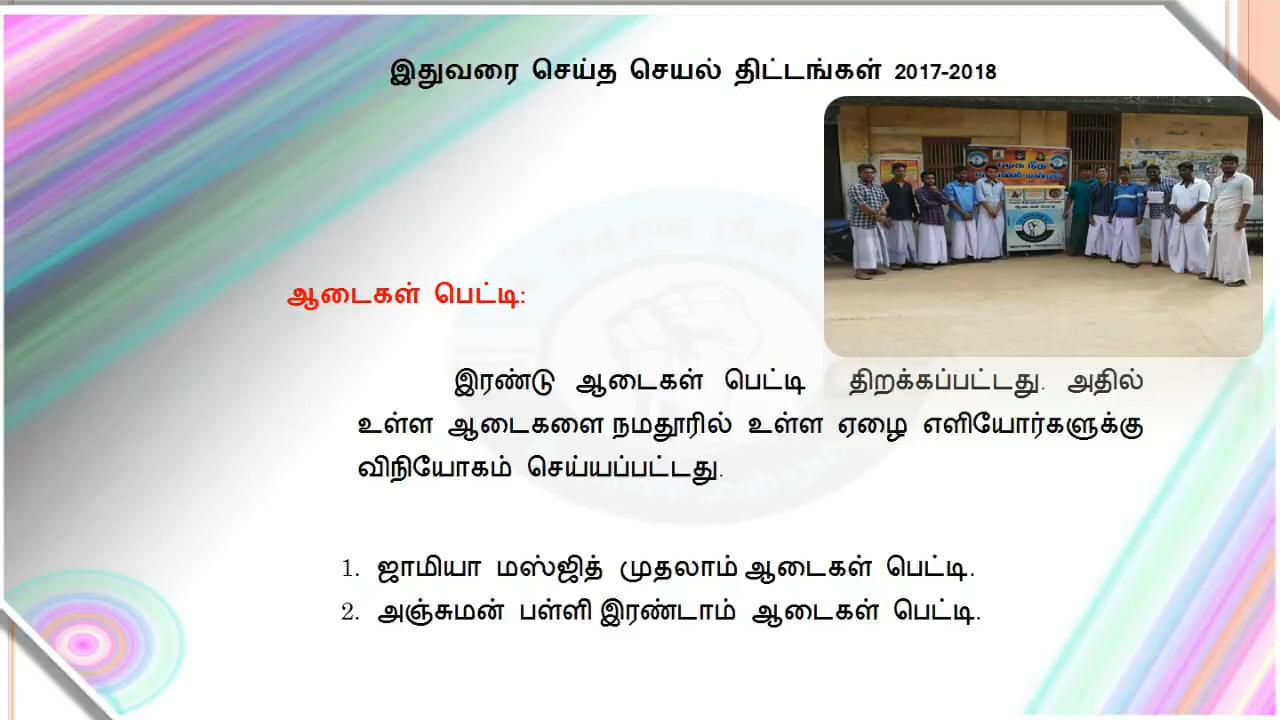 இதுவரை செய்த செயல் திட்டங்கள் 2017-2018
ஆடைகள் பெட்டி:
இரண்டு ஆடைகள் பெட்டி திறக்கப்பட்டது. அதில்
உள்ள ஆடைகளை நமதூரில் உள்ள ஏழை எளியோர்களுக்கு
விநியோகம் செய்யப்பட்டது.
1. ஜாமியா மஸ்ஜித் முதலாம் ஆடைகள் பெட்டி.
2. அஞ்சுமன் பள்ளி இரண்டாம் ஆடைகள் பெட்டி.